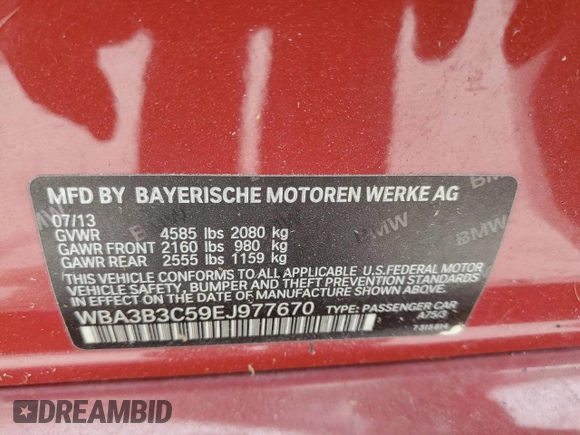 MFD BY BAYERISCHE MOTOREN WERKE AG
07/13
GVWR 4585 lbs 2080 kg
GAWR FRONT 2160 lbs 980 kg
GAWR REAR 2555 lbs 1159 kg
THIS VEHICLE CONFORMS TO ALL APPLICABLE U.S.FEDERAL MOTOR
VEHICLE SAFETY, BUMPER AND THEFT PREVENTION STANDARDS
IN EFFECT ON THE DATE OF MANUFACTURE SHOWN ABOVE.
WBA3B3C59EJ977670 TYPE: PASSENGER CAR
A75/3
BMW
BMW
BMW
DREAMBID